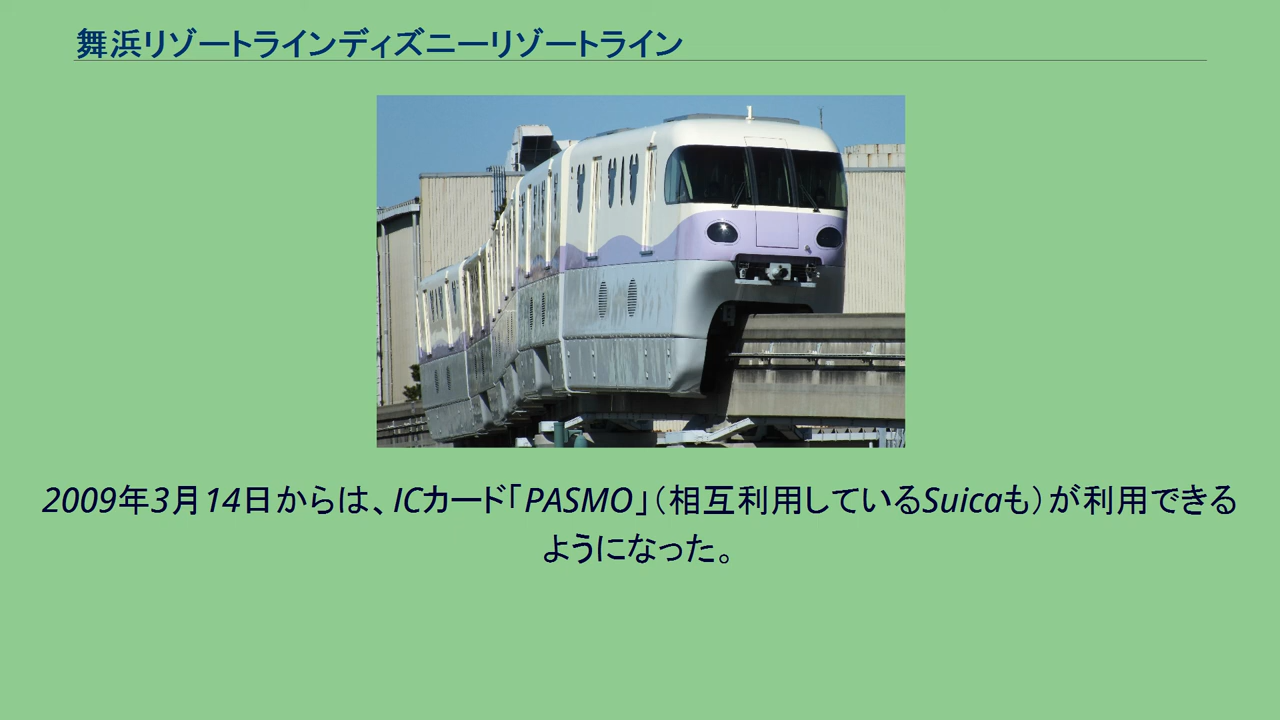 舞浜リゾートラインディズニーリゾートライン
2009年3月14日からは、ICカード「PASMO」（相互利用しているSuicaも）が利用できる
ようになった。